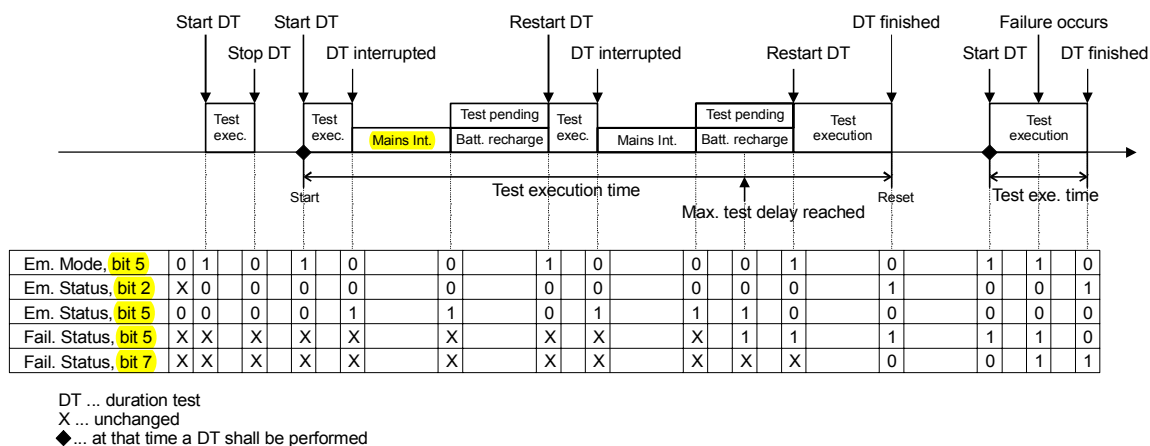 Start DT Start DT Restart DT DT finished Failure occurs
Stop DT DT interrupted DT interrupted Restart DT Start DT DT finished
Test exec. Test exec. Test pending Test exec. Test pending Test execution Test execution
Mains Int. Batt. recharge Mains Int. Batt. recharge
Start Test execution time Reset Test exe. time
Max. test delay reached
Em. Mode, bit 5 0 1 0 1 0 0 1 0 0 0 1 0 1 1 0
Em. Status, bit 2 X 0 0 0 0 0 0 0 0 0 0 1 0 0 1
Em. Status, bit 5 0 0 0 0 1 1 0 1 1 1 0 0 0 0 0
Fail. Status, bit 5 X X X X X X X X X 1 1 1 1 1 0
Fail. Status, bit 7 X X X X X X X X X X X 0 0 1 1
DT ... duration test
X ... unchanged
◆... at that time a DT shall be performed